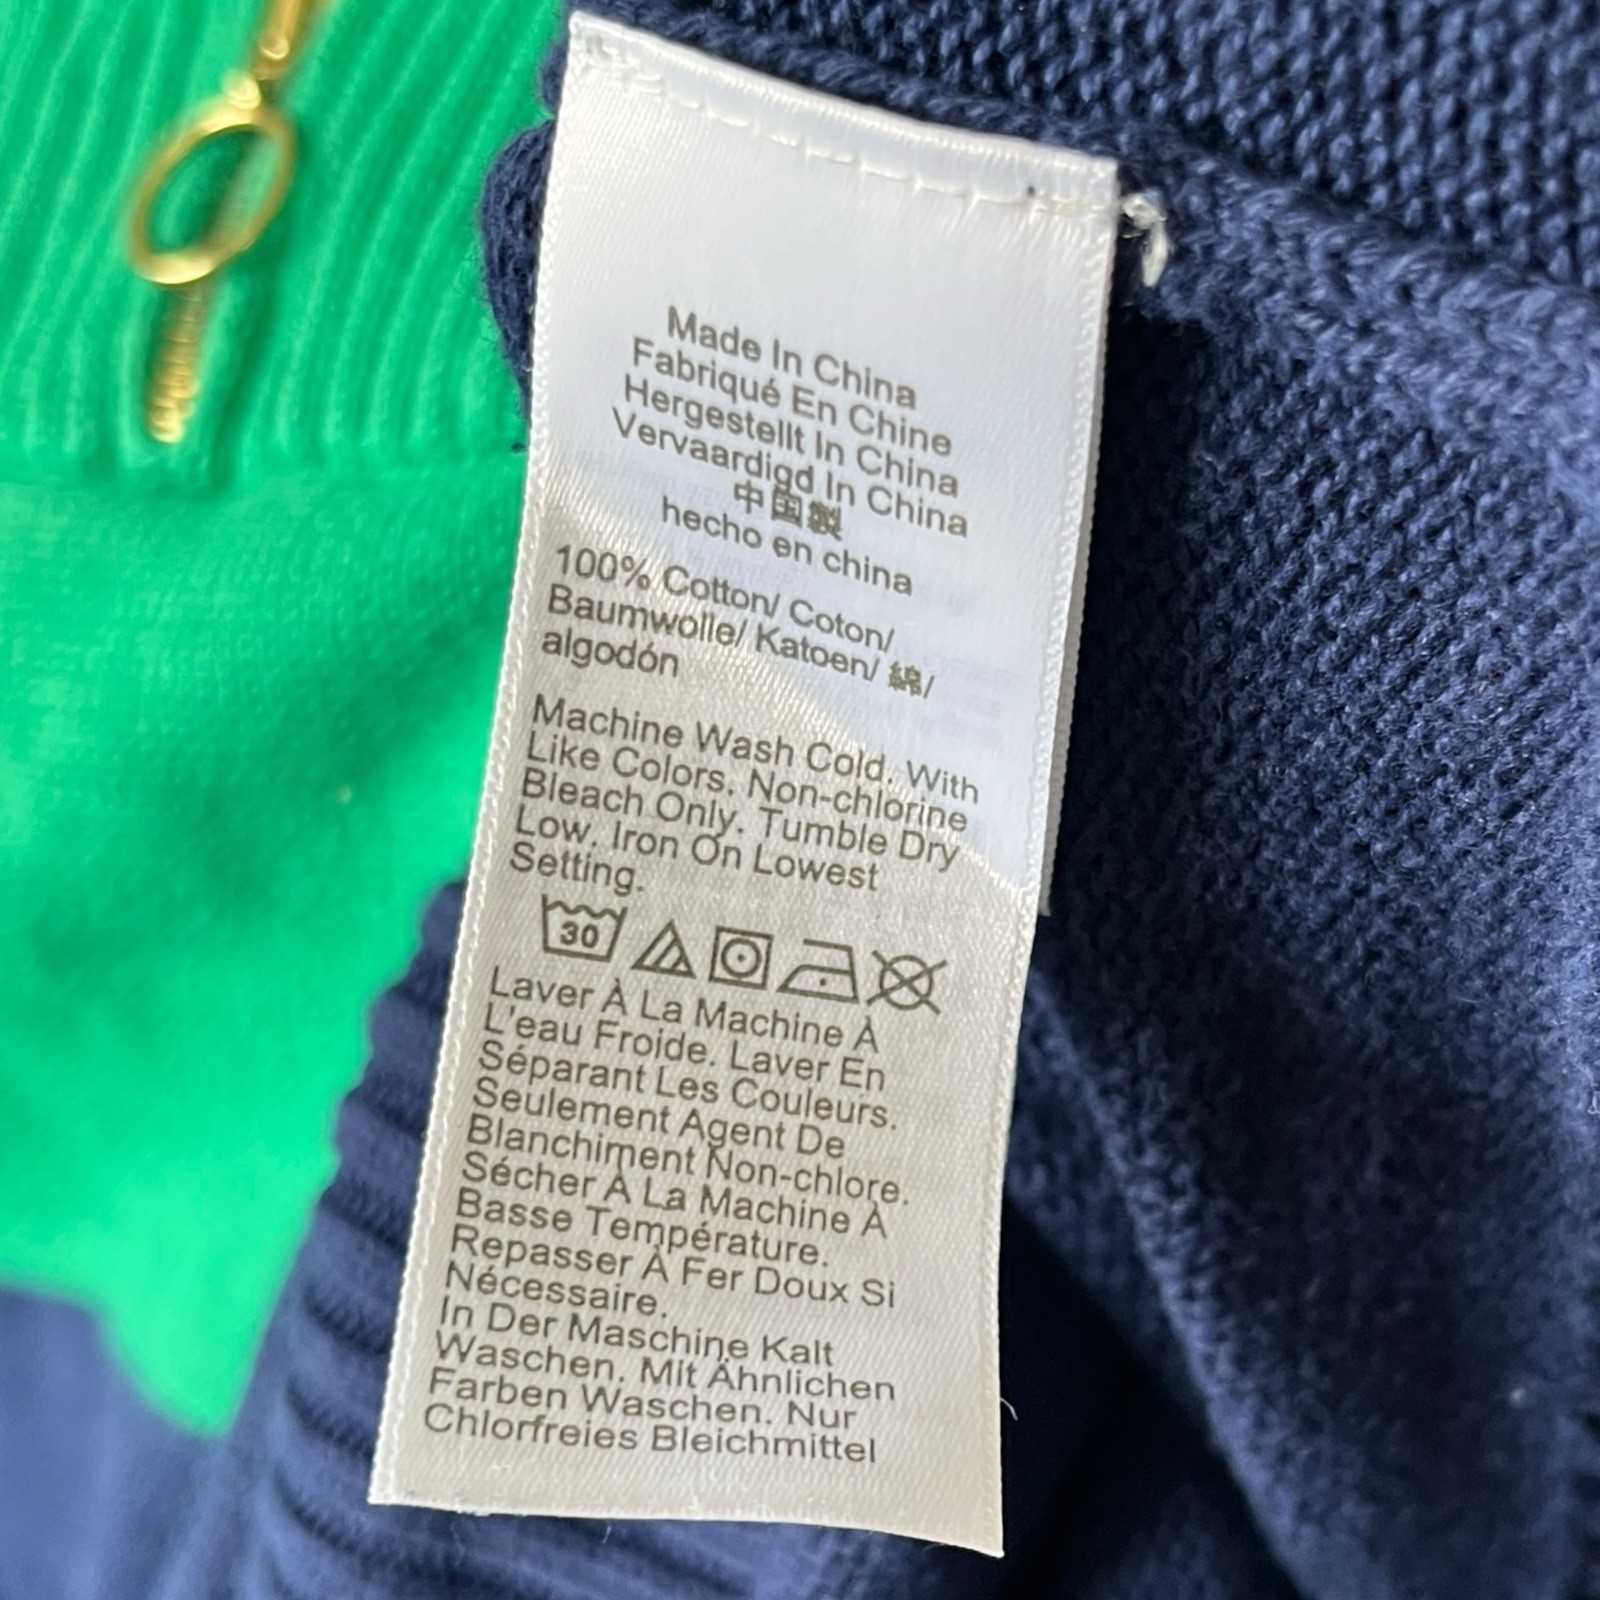 Made In China
Fabriqué En Chine
Hergestellt In China
Vervaardigd In China
中国製
hecho en china
100% Cotton/ Coton/
Baumwolle/ Katoen/ 綿/
algodón
Machine Wash Cold. With
Like Colors. Non-chlorine
Bleach Only. Tumble Dry
Low. Iron On Lowest
Setting.
30
Laver À La Machine À
L'eau Froide. Laver En
Séparant Les Couleurs.
Seulement Agent De
Blanchiment Non-chlore.
Sécher À La Machine À
Basse Température.
Repasser À Fer Doux Si
Nécessaire.
In Der Maschine Kalt
Waschen. Mit Ähnlichen
Farben Waschen. Nur
Chlorfreies Bleichmittel